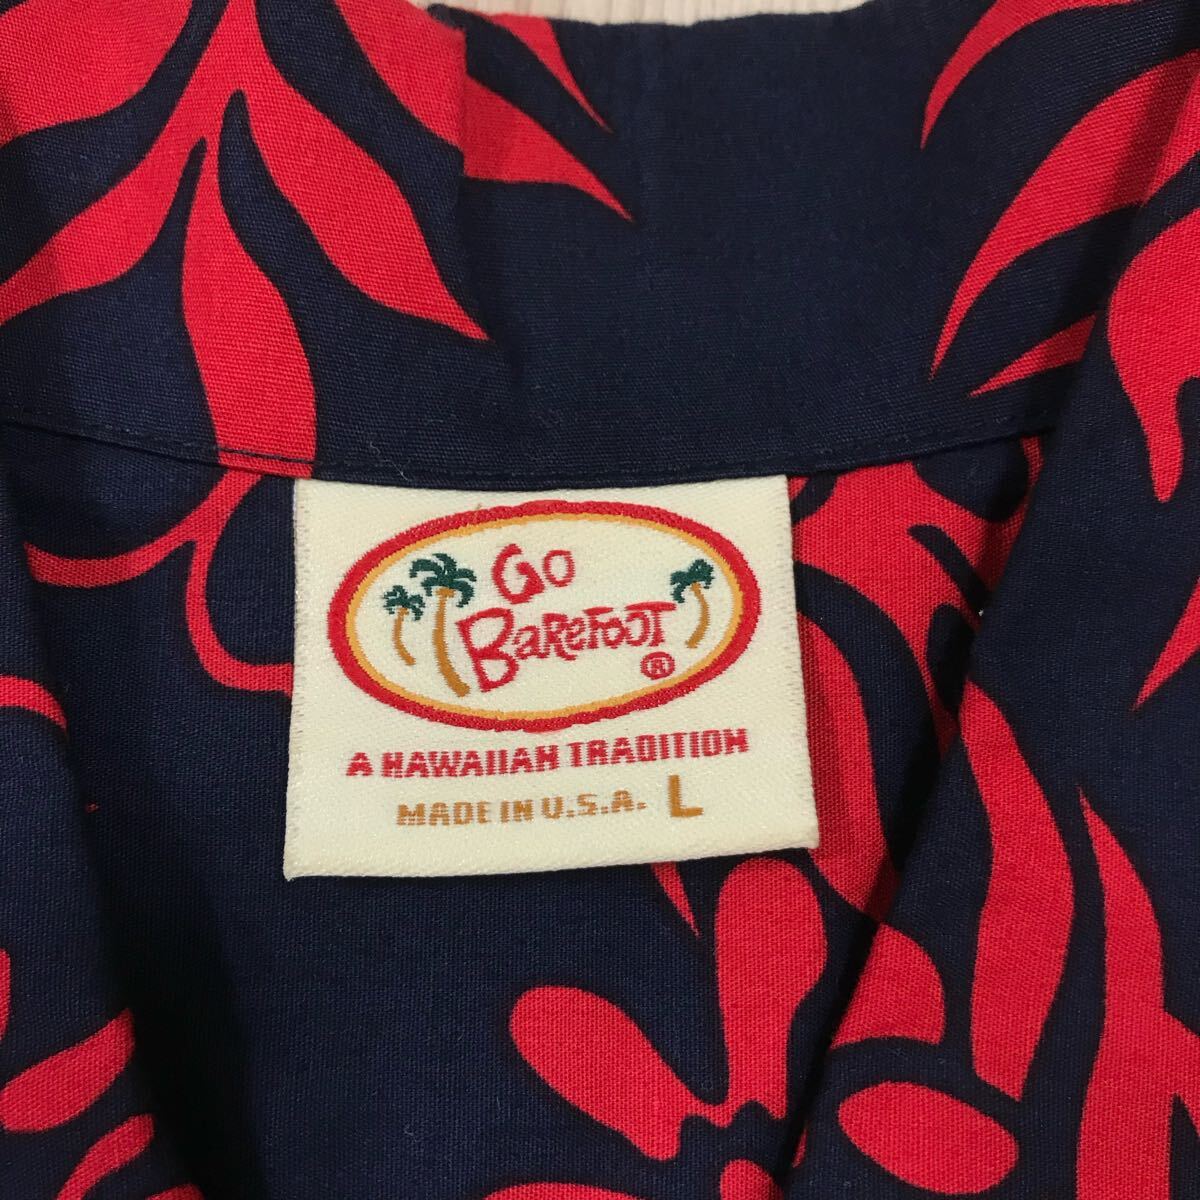 GO
BAREFOOT
®
A HAWAIIAN TRADITION
MADE IN U.S.A. L